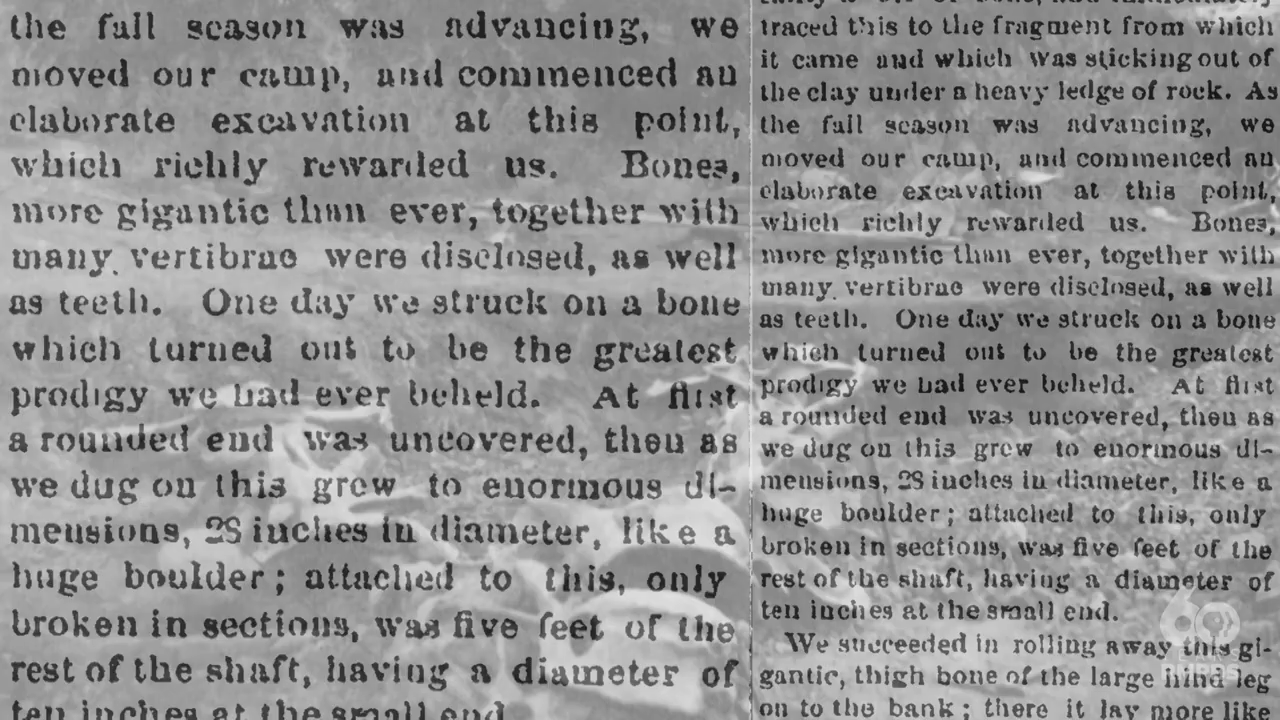 the fall season was advancing, we
moved our camp, and commenced an
elaborate excavation at this point,
which richly rewarded us. Bones,
more gigantic than ever, together with
many vertibrae were disclosed, as well
as teeth. One day we struck on a bone
which turned out to be the greatest
prodigy we had ever beheld. At first
a rounded end was uncovered, then as
we dug on this grew to enormous di-
mensions, 28 inches in diameter, like a
huge boulder; attached to this, only
broken in sections, was five feet of the
rest of the shaft, having a diameter of
ten inches at the small end
traced this to the fragment from which
it came and which was sticking out of
the clay under a heavy ledge of rock. As
the fall season was advancing, we
moved our camp, and commenced an
elaborate excavation at this point,
which richly rewarded us. Bones,
more gigantic than ever, together with
many vertibrae were disclosed, as well
as teeth. One day we struck on a bone
which turned out to be the greatest
prodigy we had ever beheld. At first
a rounded end was uncovered, then as
we dug on this grew to enormous di-
mensions, 28 inches in diameter, like a
huge boulder; attached to this, only
broken in sections, was five feet of the
rest of the shaft, having a diameter of
ten inches at the small end.
We succeeded in rolling away this gi-
gantic, thigh bone of the large hind leg
on to the bank; there it lay more like
60